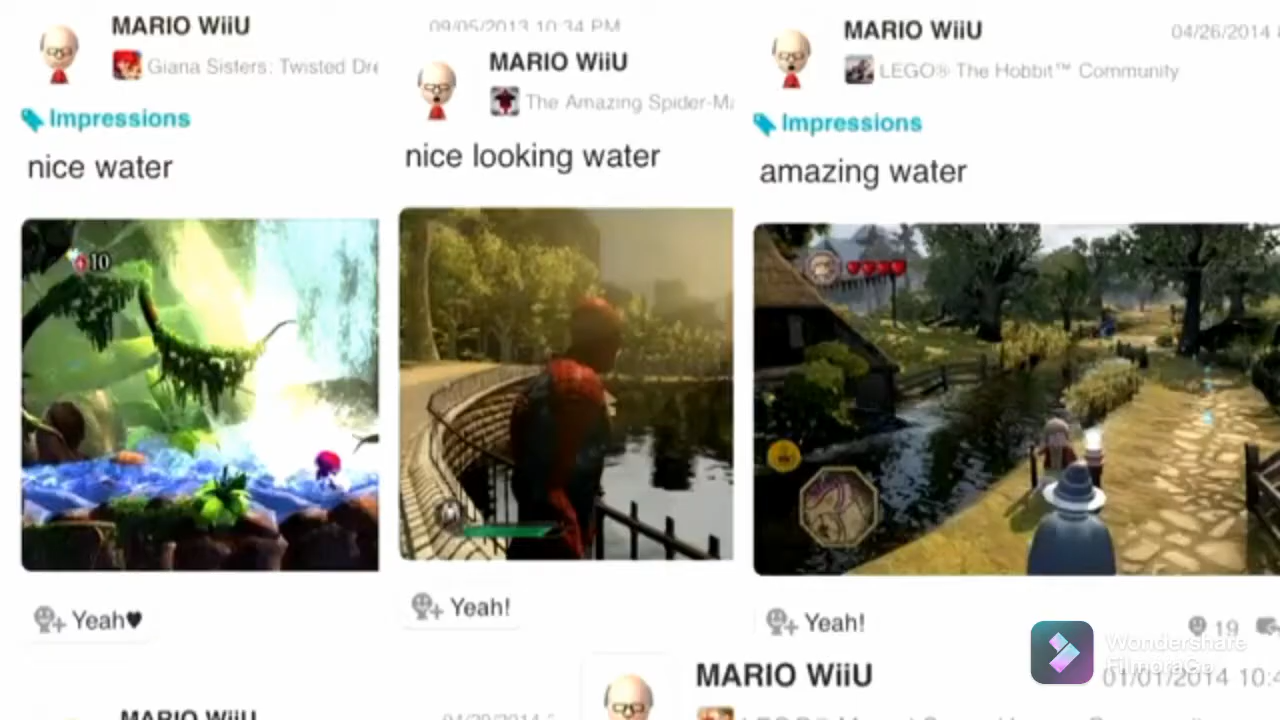 MARIO WiiU
Giana Sisters: Twisted Dre
Impressions
nice water
10
Yeah♥
09/05/2013 10:34 PM
MARIO WiiU
The Amazing Spider-Ma
nice looking water
Yeah!
MARIO WiiU
04/26/2014
LEGO® The Hobbit™ Community
Impressions
amazing water
Yeah!
19
Wondershare
FilmoraGo
MARIO WiiU
01/01/2014 10:4
MARIO WiiU